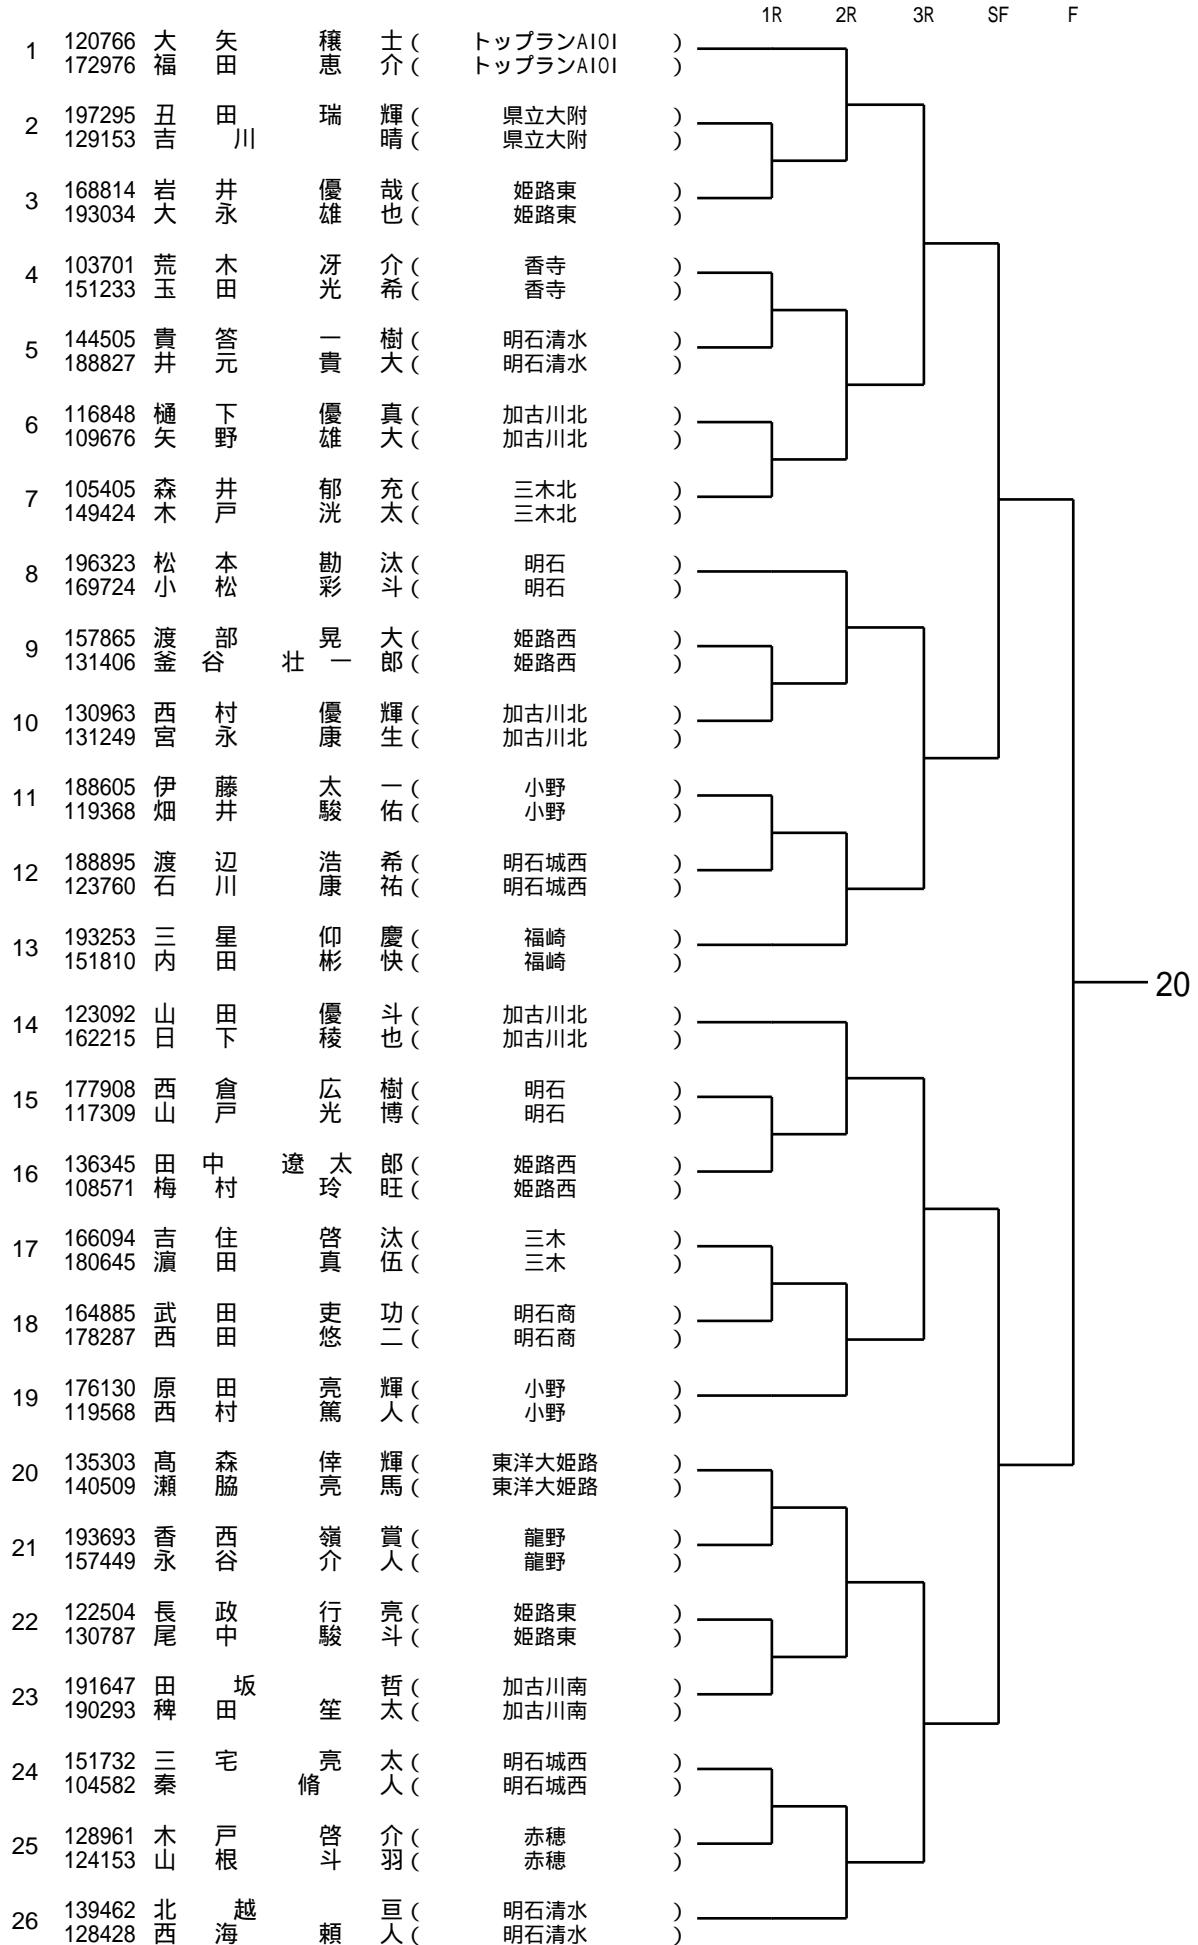 1R 2R 3R SF F
1 120766 大矢 穣士 ( トップランAIOI )
172976 福田 恵介 ( トップランAIOI )
2 197295 丑田 瑞輝 ( 県立大附 )
129153 吉川 晴 ( 県立大附 )
3 168814 岩井 優哉 ( 姫路東 )
193034 大永 雄也 ( 姫路東 )
4 103701 荒木 冴介 ( 香寺 )
151233 玉田 光希 ( 香寺 )
5 144505 貴答 一樹 ( 明石清水 )
188827 井元 貴大 ( 明石清水 )
6 116848 樋下 優真 ( 加古川北 )
109676 矢野 雄大 ( 加古川北 )
7 105405 森井 郁充 ( 三木北 )
149424 木戸 洸太 ( 三木北 )
8 196323 松本 勘汰 ( 明石 )
169724 小松 彩斗 ( 明石 )
9 157865 渡部 晃大 ( 姫路西 )
131406 釜谷 壮一郎 ( 姫路西 )
10 130963 西村 優輝 ( 加古川北 )
131249 宮永 康生 ( 加古川北 )
11 188605 伊藤 太一 ( 小野 )
119368 畑井 駿佑 ( 小野 )
12 188895 渡辺 浩希 ( 明石城西 )
123760 石川 康祐 ( 明石城西 )
13 193253 三星 仰慶 ( 福崎 )
151810 内田 彬快 ( 福崎 )
20
14 123092 山田 優斗 ( 加古川北 )
162215 日下 稜也 ( 加古川北 )
15 177908 西倉 広樹 ( 明石 )
117309 山戸 光博 ( 明石 )
16 136345 田中 遼太郎 ( 姫路西 )
108571 梅村 玲旺 ( 姫路西 )
17 166094 吉住 啓汰 ( 三木 )
180645 濵田 真伍 ( 三木 )
18 164885 武田 吏功 ( 明石商 )
178287 西田 悠二 ( 明石商 )
19 176130 原田 亮輝 ( 小野 )
119568 西村 篤人 ( 小野 )
20 135303 髙森 倖輝 ( 東洋大姫路 )
140509 瀬脇 亮馬 ( 東洋大姫路 )
21 193693 香西 嶺賞 ( 龍野 )
157449 永谷 介人 ( 龍野 )
22 122504 長政 行亮 ( 姫路東 )
130787 尾中 駿斗 ( 姫路東 )
23 191647 田坂 哲 ( 加古川南 )
190293 稗田 笙太 ( 加古川南 )
24 151732 三宅 亮太 ( 明石城西 )
104582 秦 脩人 ( 明石城西 )
25 128961 木戸 啓介 ( 赤穂 )
124153 山根 斗羽 ( 赤穂 )
26 139462 北越 亘 ( 明石清水 )
128428 西海 頼人 ( 明石清水 )